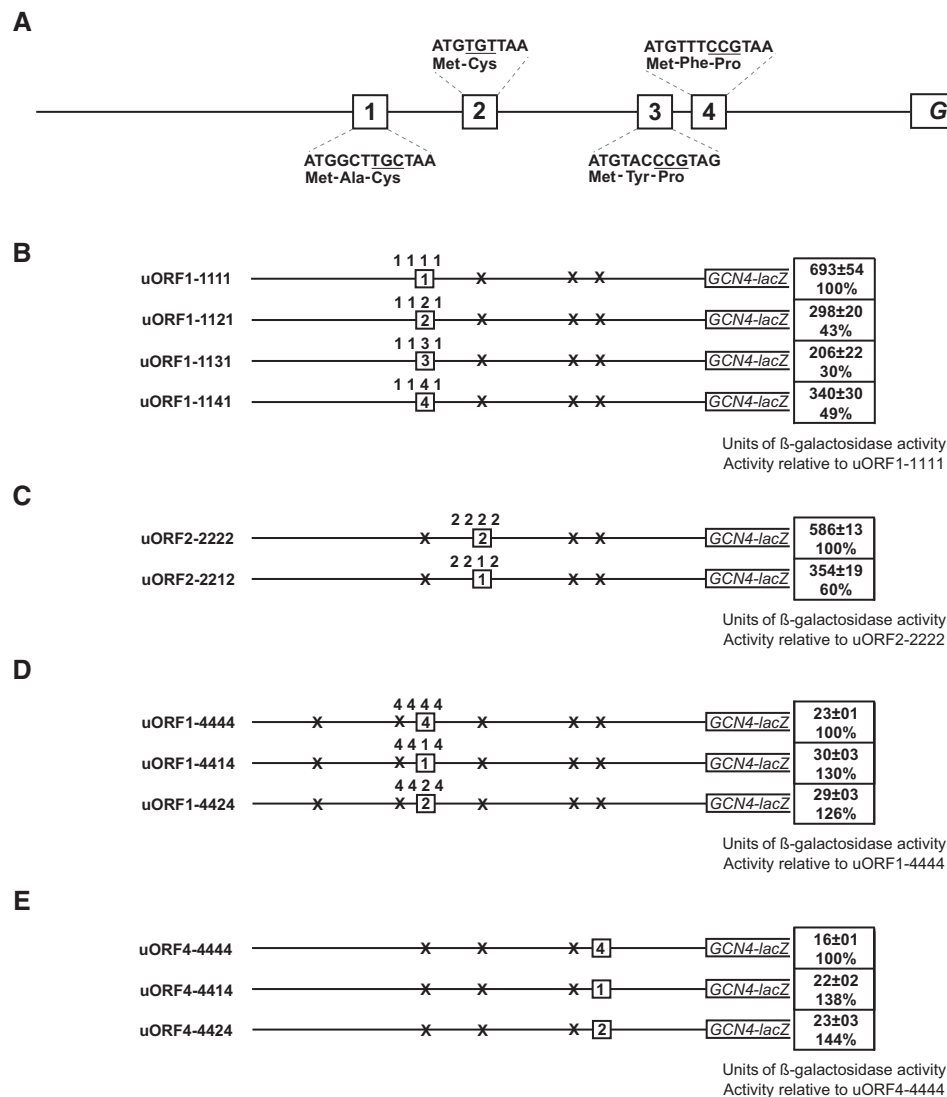 A
ATGTGTTAA
Met-Cys
ATGTTTCCGTAA
Met-Phe-Pro
1
2
3
4
G
ATGGCTTGCTAA
Met-Ala-Cys
ATGTACCCGTAG
Met-Tyr-Pro
B
1 1 1 1
uORF1-1111 1 X X X GCN4-lacZ 693±54
100%
1 1 2 1
uORF1-1121 2 X X X GCN4-lacZ 298±20
43%
1 1 3 1
uORF1-1131 3 X X X GCN4-lacZ 206±22
30%
1 1 4 1
uORF1-1141 4 X X X GCN4-lacZ 340±30
49%
Units of ß-galactosidase activity
Activity relative to uORF1-1111
C
2 2 2 2
uORF2-2222 X 2 X X GCN4-lacZ 586±13
100%
2 2 1 2
uORF2-2212 X 1 X X GCN4-lacZ 354±19
60%
Units of ß-galactosidase activity
Activity relative to uORF2-2222
D
4 4 4 4
uORF1-4444 X X 4 X X X GCN4-lacZ 23±01
100%
4 4 1 4
uORF1-4414 X X 1 X X X GCN4-lacZ 30±03
130%
4 4 2 4
uORF1-4424 X X 2 X X X GCN4-lacZ 29±03
126%
Units of ß-galactosidase activity
Activity relative to uORF1-4444
E
uORF4-4444 X X X 4 GCN4-lacZ 16±01
100%
uORF4-4414 X X X 1 GCN4-lacZ 22±02
138%
uORF4-4424 X X X 2 GCN4-lacZ 23±03
144%
Units of ß-galactosidase activity
Activity relative to uORF4-4444